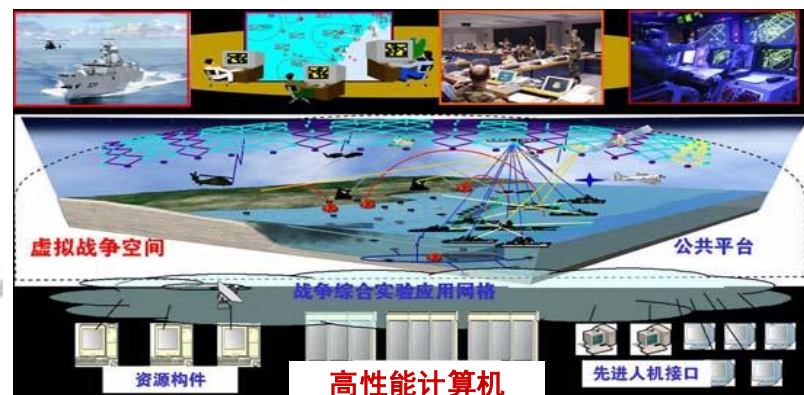 虚拟战争空间
公共平台
战争综合实验应用网格
资源构件
高性能计算机
先进人机接口